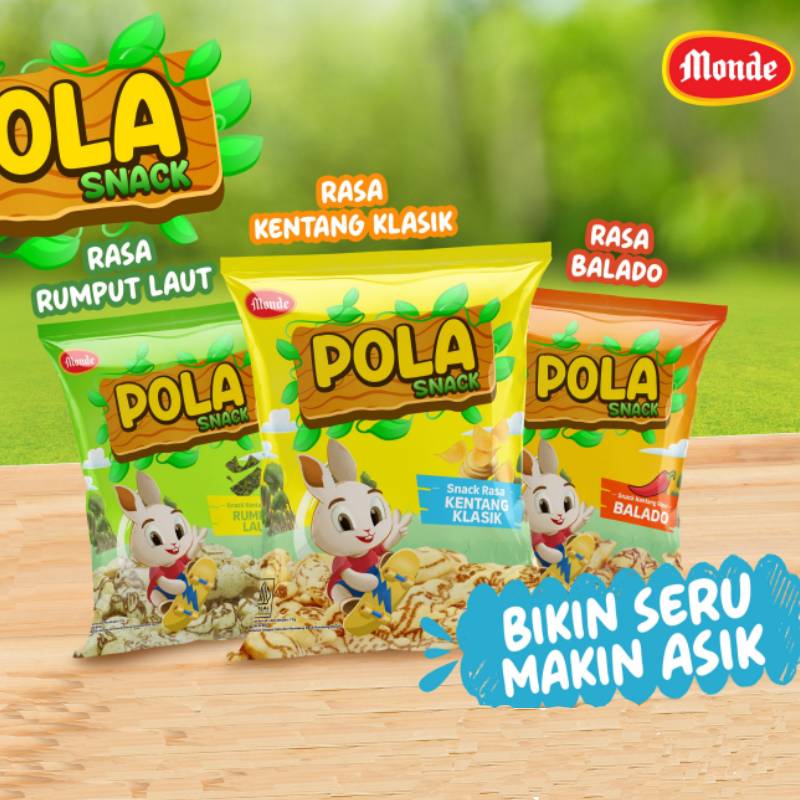 Monde
OLA
SNACK
RASA
KENTANG KLASIK
RASA
BALADO
RASA
RUMPUT LAUT
Monde
POLA
SNACK
Monde
POLA
SNACK
Snack Rasa
KENTANG
KLASIK
POLA
SNACK
BALADO
BIKIN SERU
MAKIN ASIK